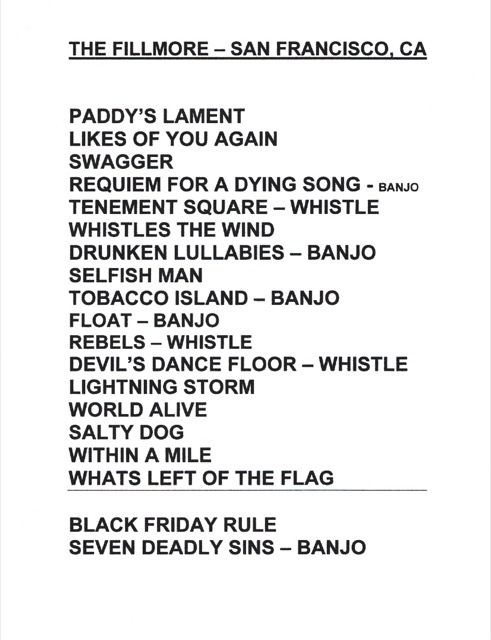 THE FILLMORE – SAN FRANCISCO, CA
PADDY'S LAMENT
LIKES OF YOU AGAIN
SWAGGER
REQUIEM FOR A DYING SONG - BANJO
TENEMENT SQUARE – WHISTLE
WHISTLES THE WIND
DRUNKEN LULLABIES – BANJO
SELFISH MAN
TOBACCO ISLAND – BANJO
FLOAT – BANJO
REBELS – WHISTLE
DEVIL'S DANCE FLOOR – WHISTLE
LIGHTNING STORM
WORLD ALIVE
SALTY DOG
WITHIN A MILE
WHATS LEFT OF THE FLAG
BLACK FRIDAY RULE
SEVEN DEADLY SINS – BANJO